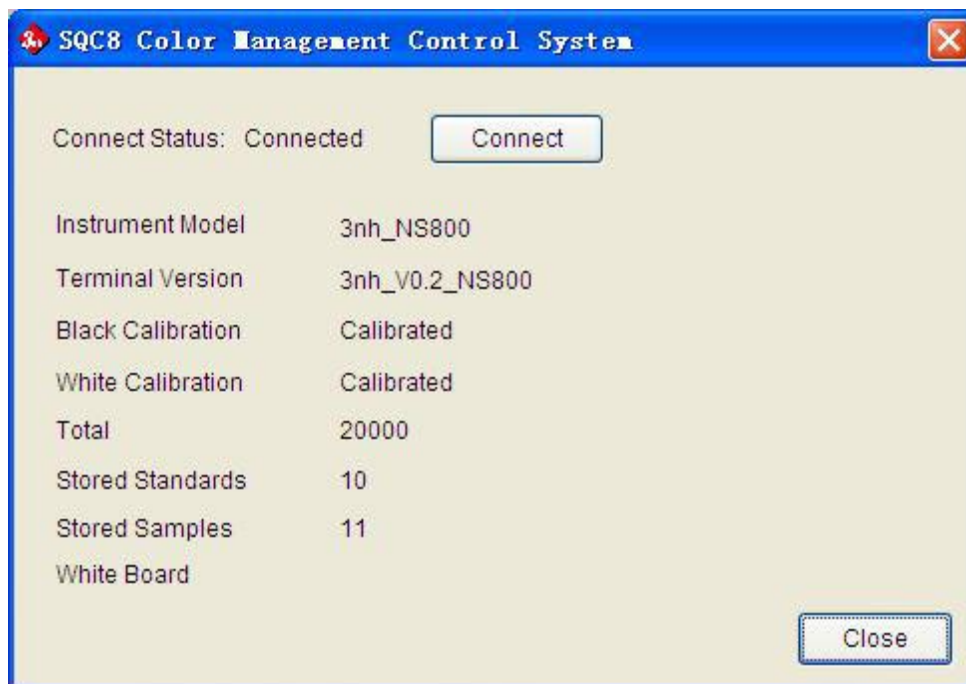 SQC8 Color Management Control System
Connect Status: Connected Connect
Instrument Model 3nh_NS800
Terminal Version 3nh_V0.2_NS800
Black Calibration Calibrated
White Calibration Calibrated
Total 20000
Stored Standards 10
Stored Samples 11
White Board
Close